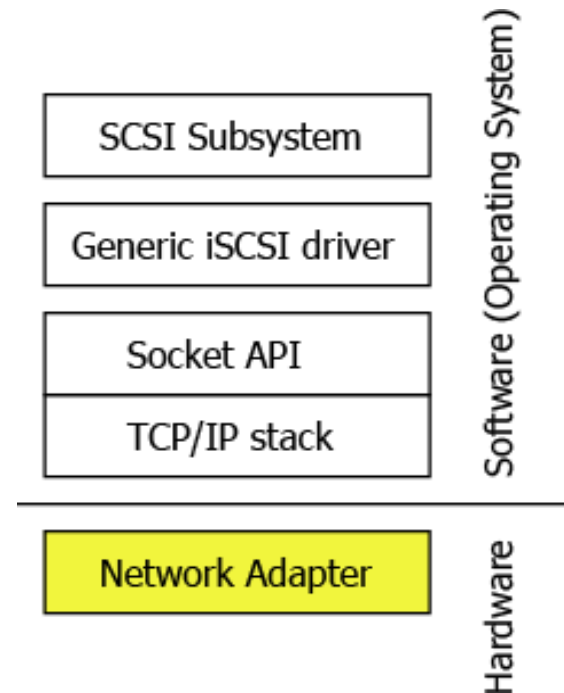 SCSI Subsystem
Generic iSCSI driver
Socket API
TCP/IP stack
Network Adapter
Software (Operating System)
Hardware